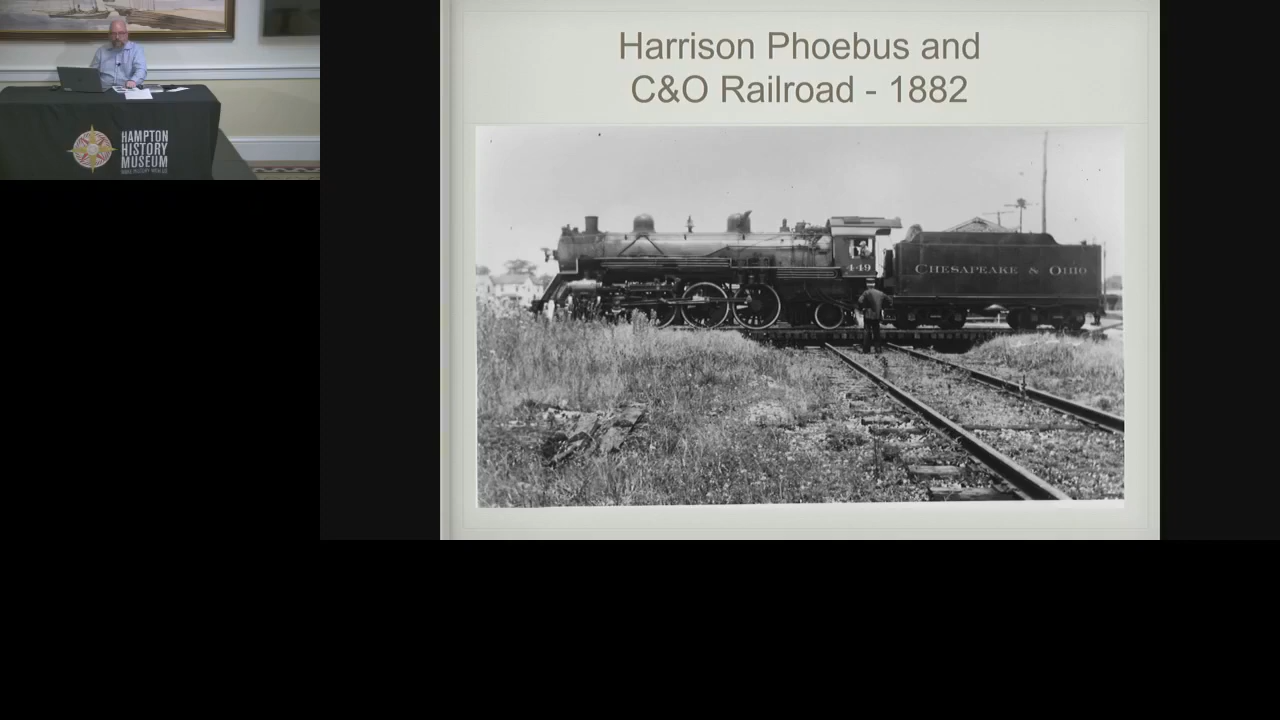 Harrison Phoebus and
C&O Railroad - 1882
449
CHESAPEAKE & OHIO
HAMPTON
HISTORY
MUSEUM